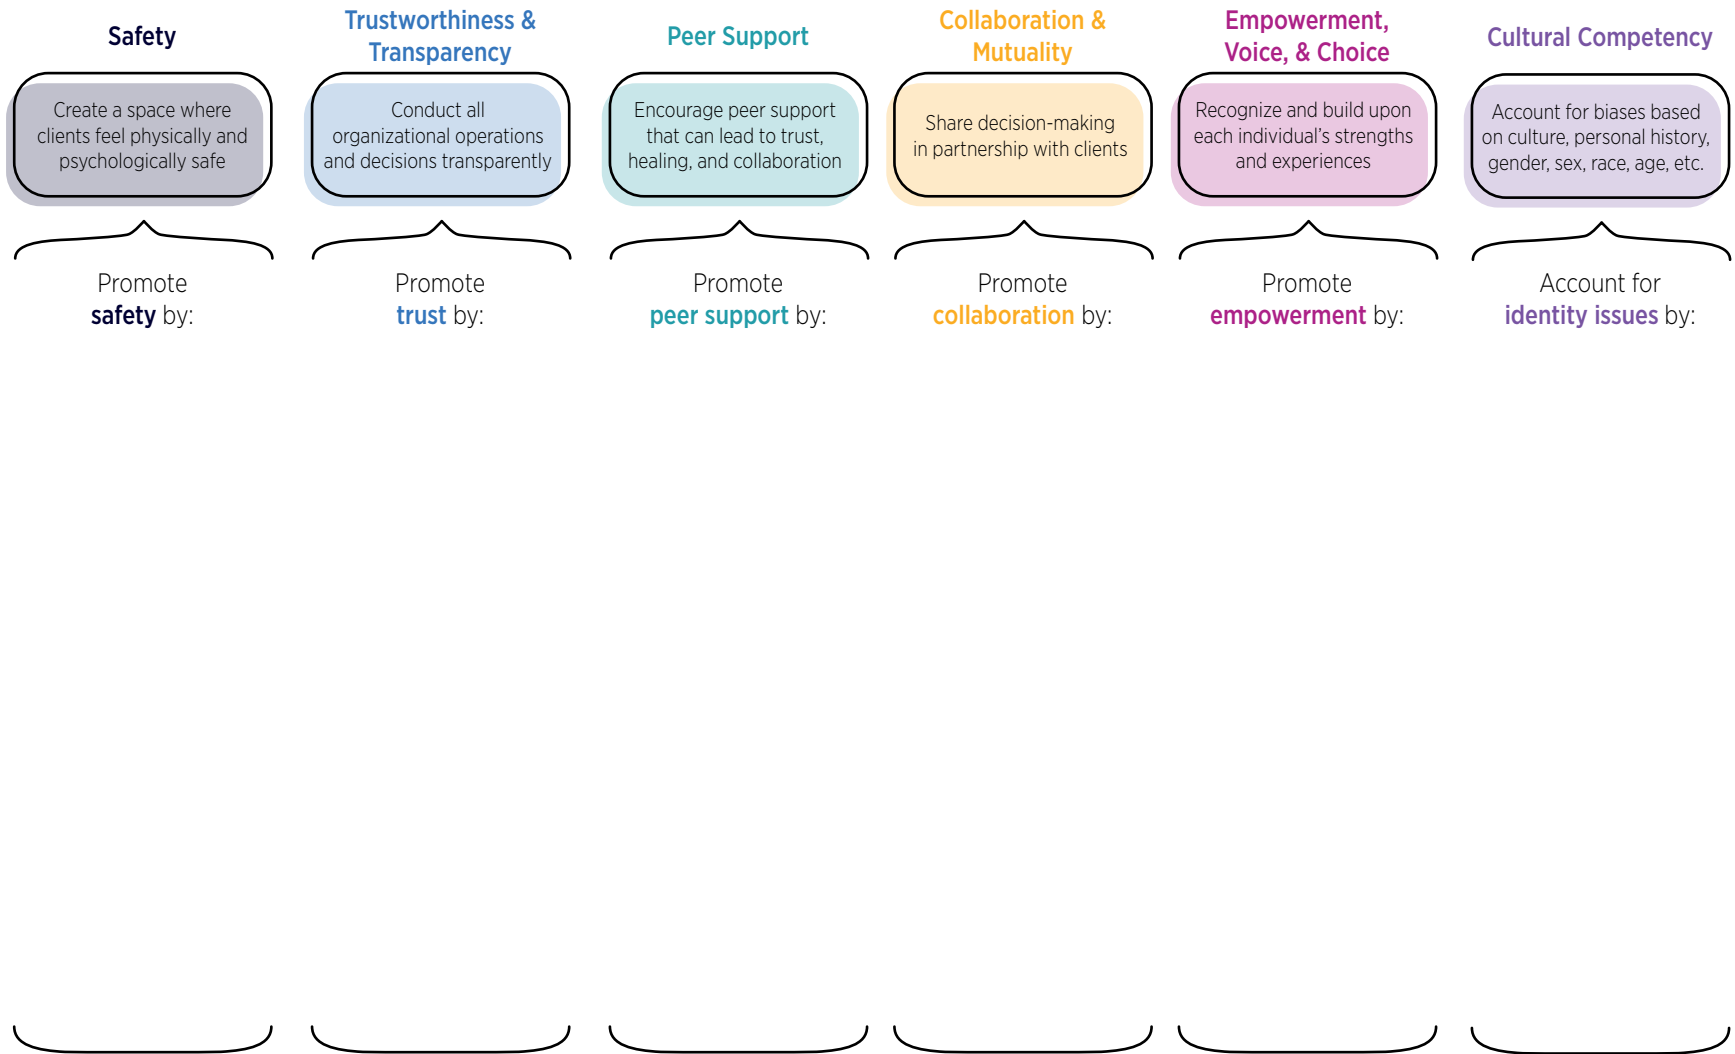 Safety
Create a space where
clients feel physically and
psychologically safe
Promote
safety by:
Trustworthiness &
Transparency
Conduct all
organizational operations
and decisions transparently
Promote
trust by:
Peer Support
Encourage peer support
that can lead to trust,
healing, and collaboration
Promote
peer support by:
Collaboration &
Mutuality
Share decision-making
in partnership with clients
Promote
collaboration by:
Empowerment,
Voice, & Choice
Recognize and build upon
each individual’s strengths
and experiences
Promote
empowerment by:
Cultural Competency
Account for biases based
on culture, personal history,
gender, sex, race, age, etc.
Account for
identity issues by: